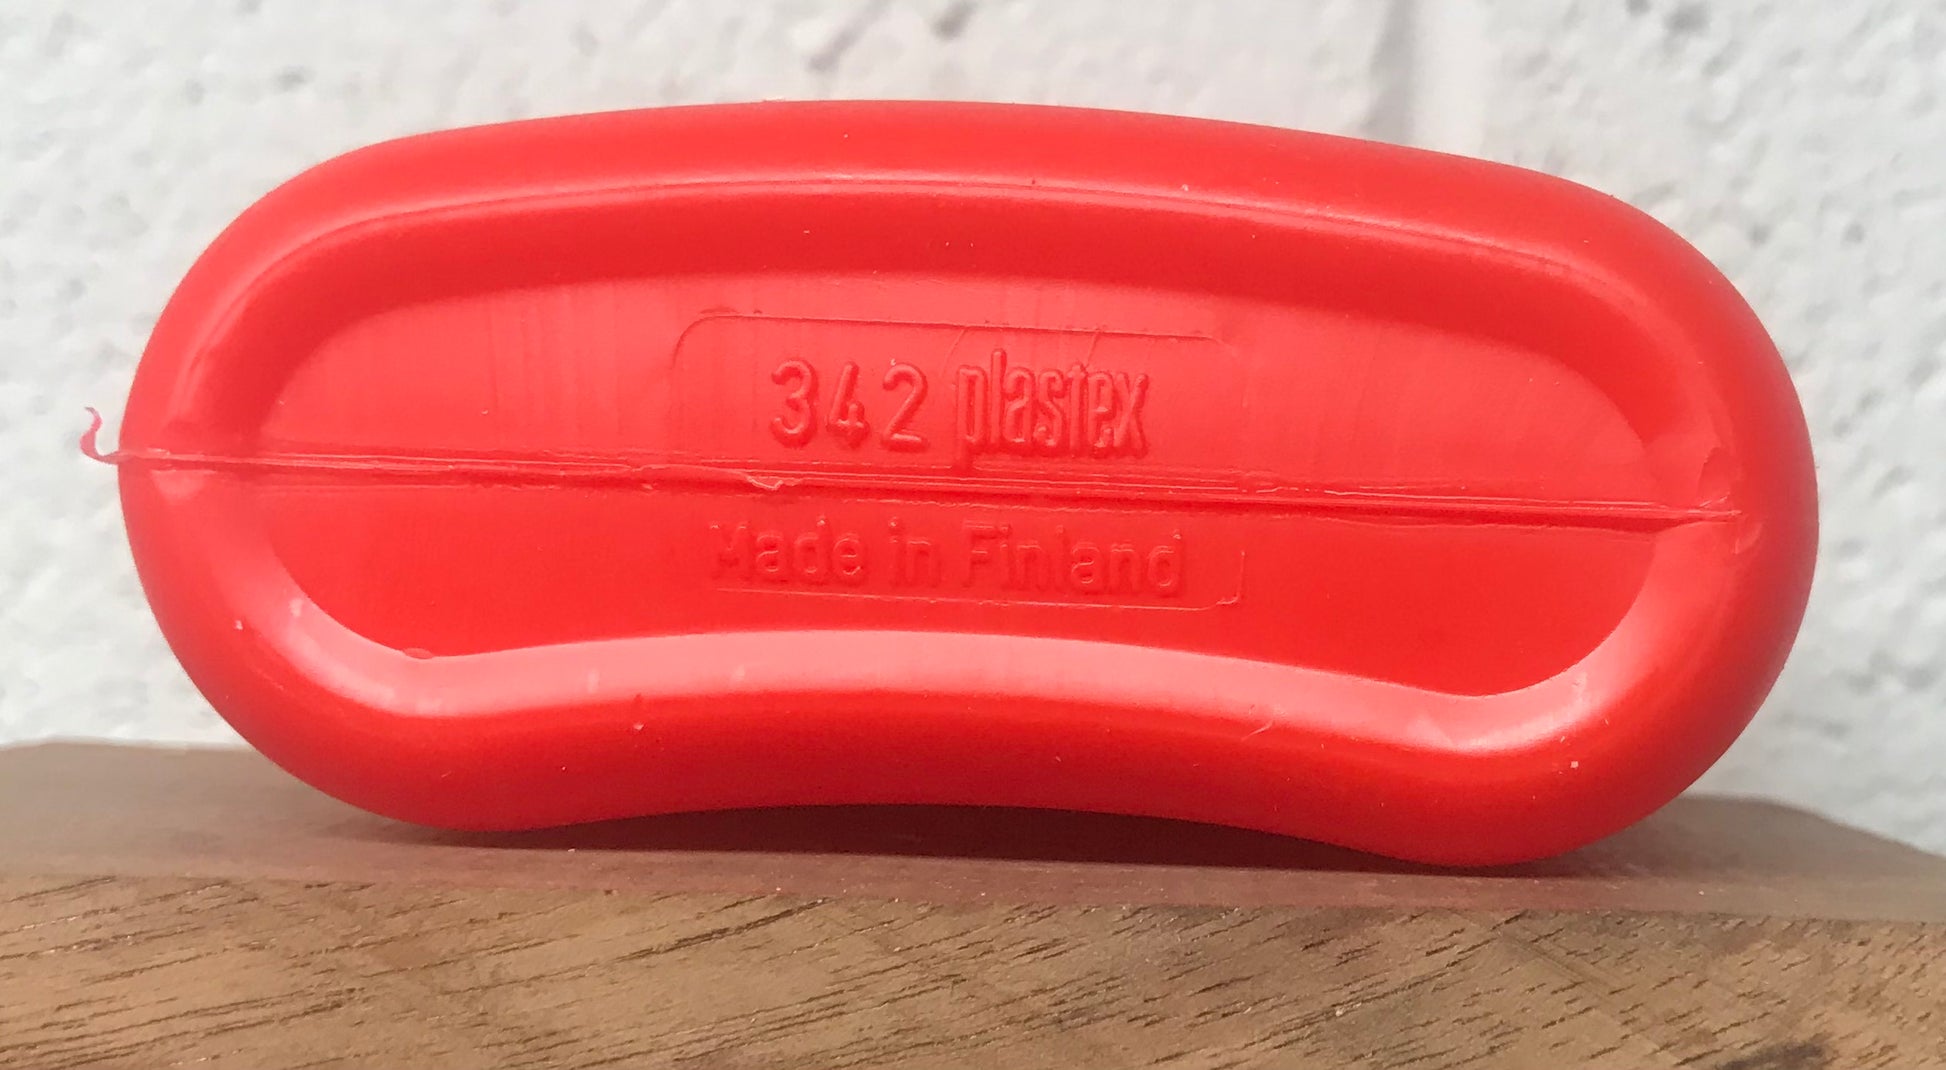 342 plastex
Made in Finland